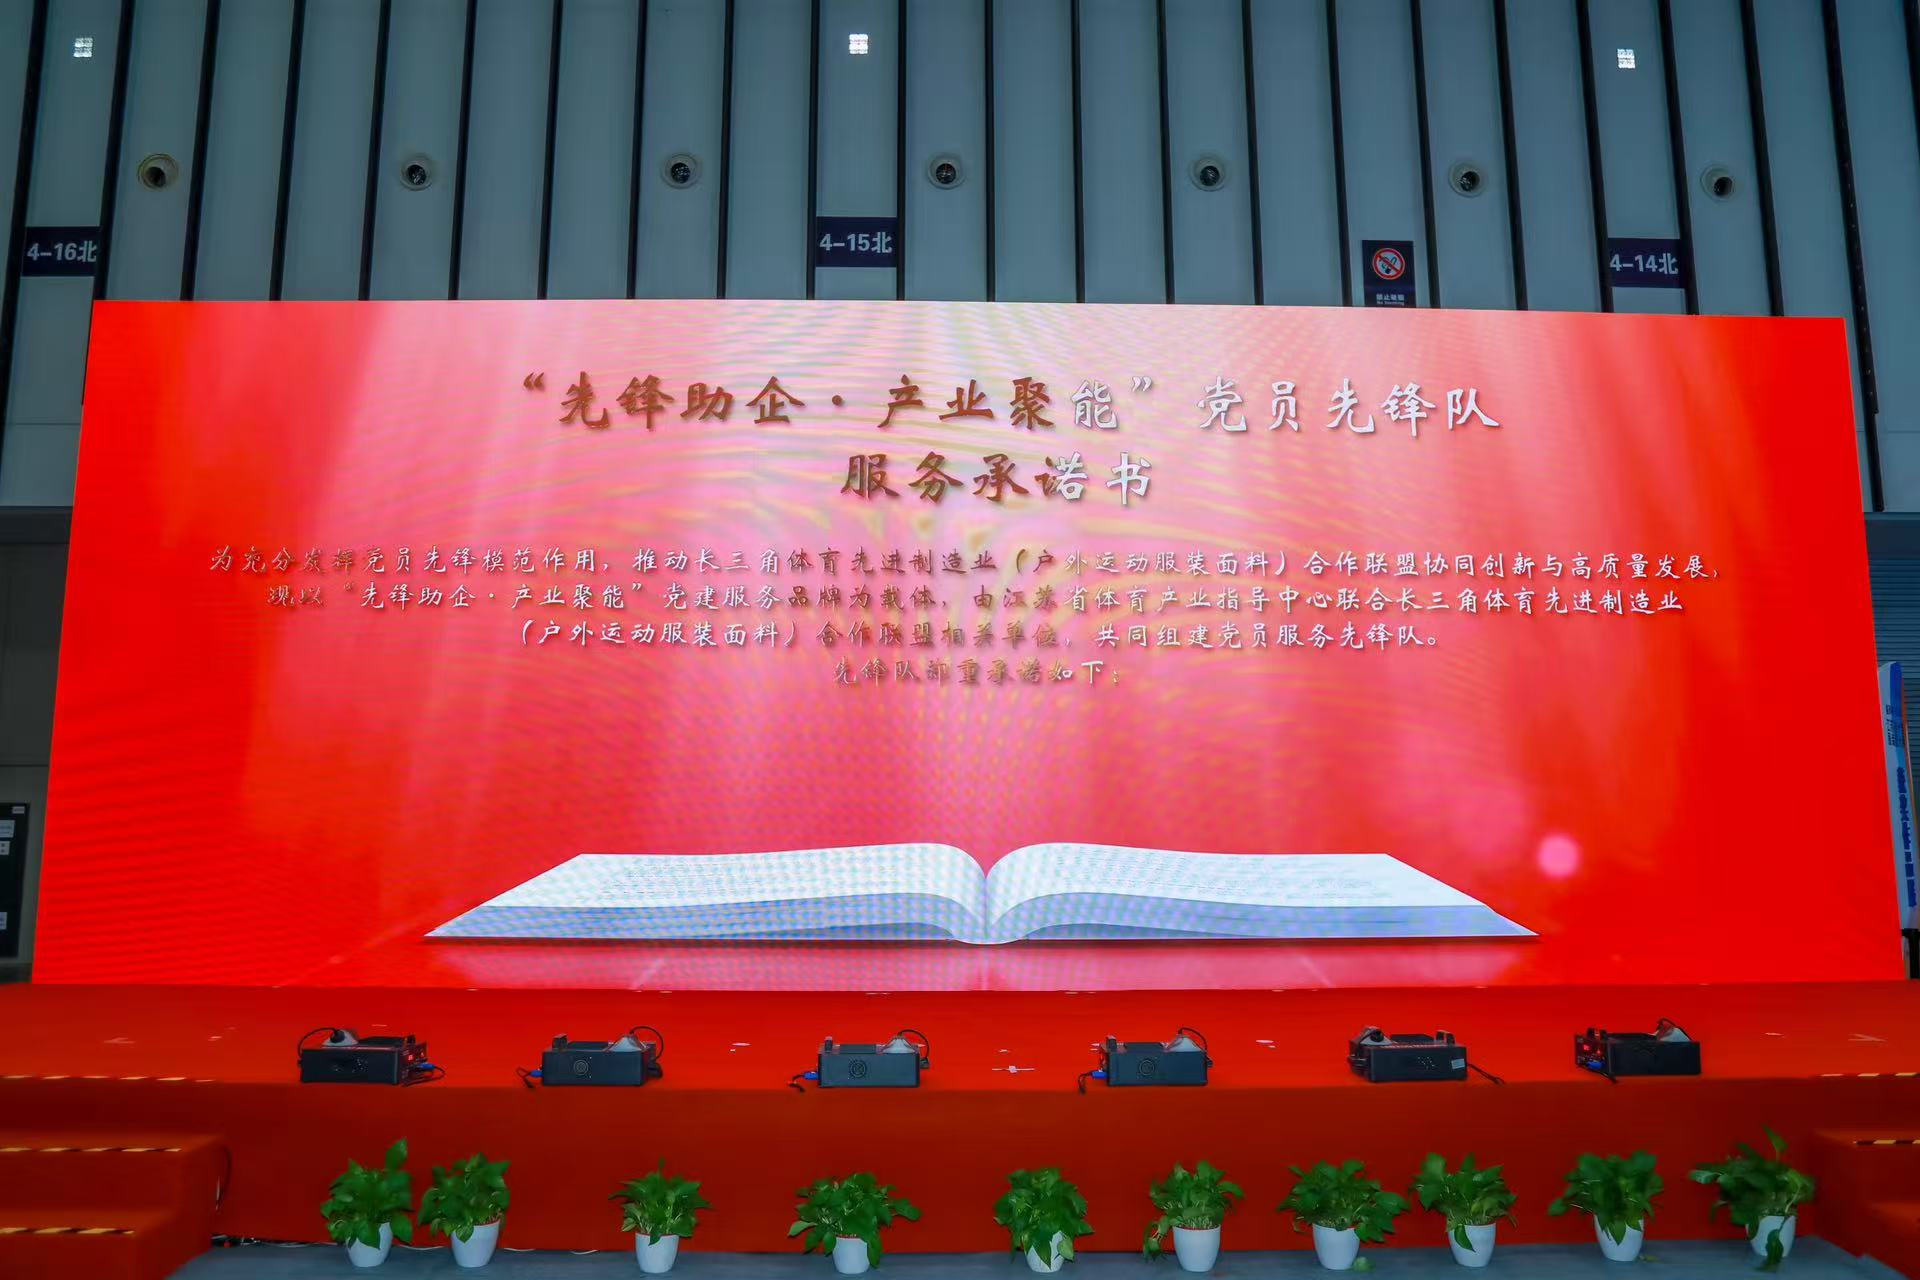 4-16北
4-15北
4-14北
禁止吸烟
No Smoking
“先锋助企·产业聚能”党员先锋队
服务承诺书
为充分发挥党员先锋模范作用，推动长三角体育先进制造业（户外运动服装面料）合作联盟协同创新与高质量发展，
现以“先锋助企·产业聚能”党建服务品牌为载体，由江苏省体育产业指导中心联合长三角体育先进制造业
（户外运动服装面料）合作联盟相关单位，共同组建党员服务先锋队。
先锋队郑重承诺如下：